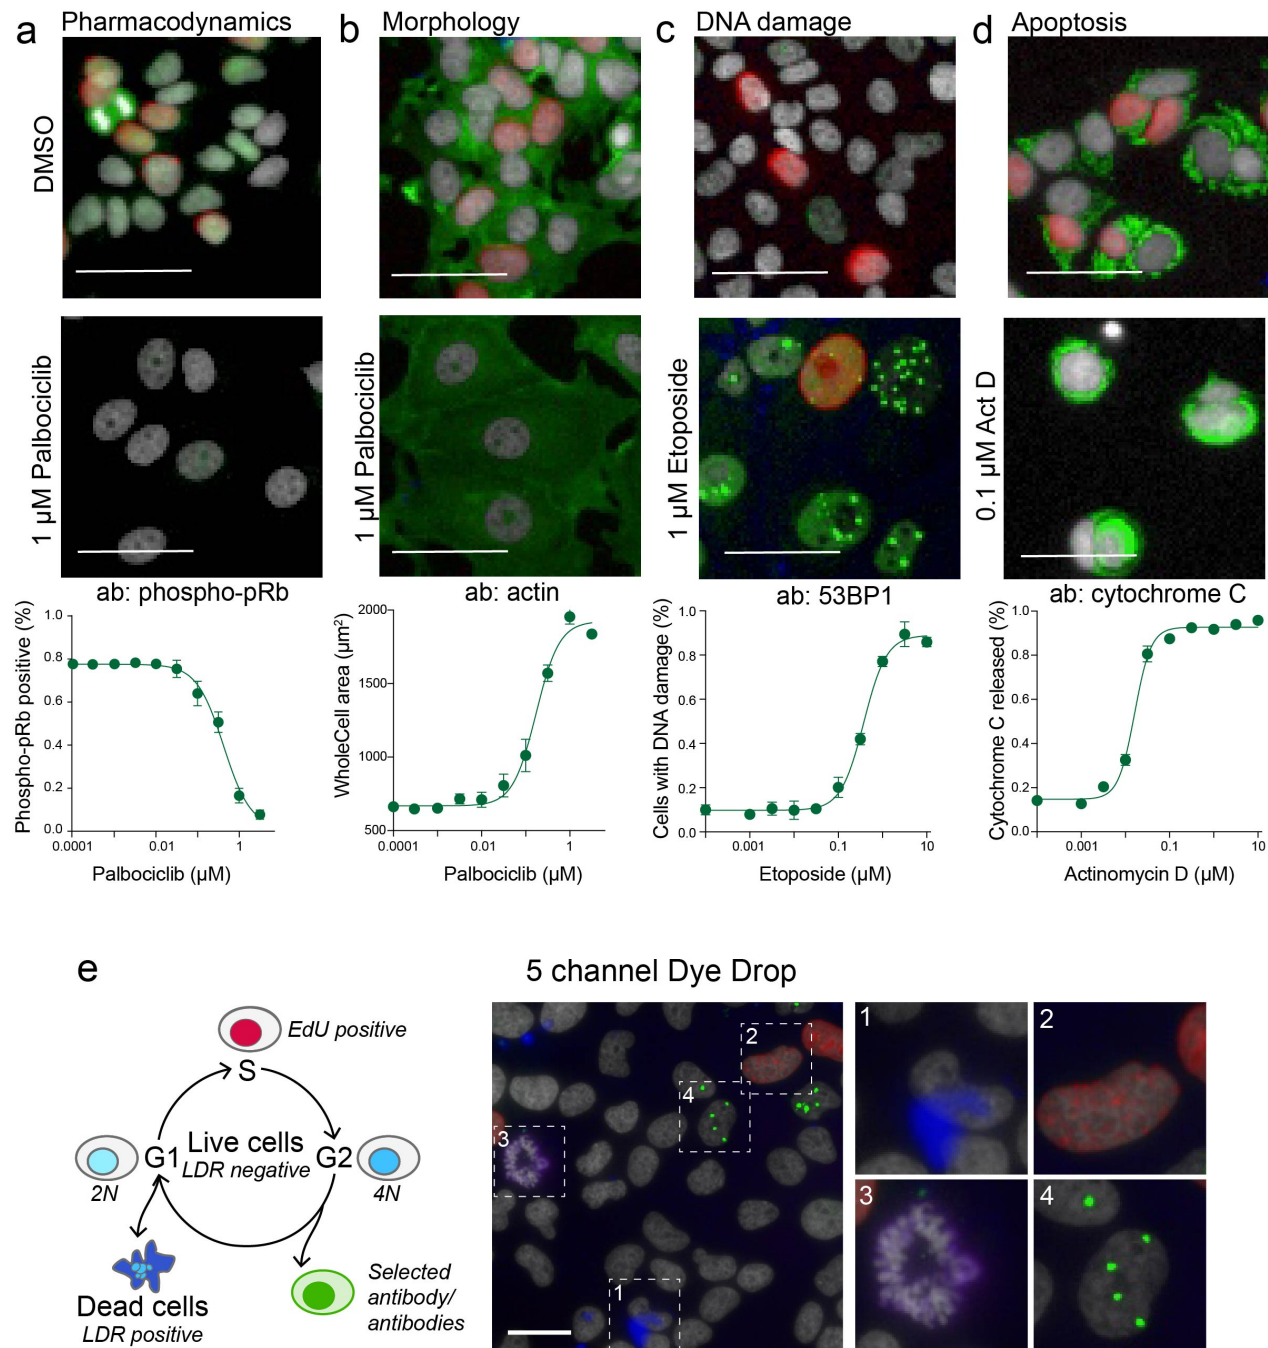 a Pharmacodynamics
b Morphology
c DNA damage
d Apoptosis
DMSO
1 µM Palbociclib
1 µM Palbociclib
1 µM Etoposide
0.1 µM Act D
ab: phospho-pRb
ab: actin
ab: 53BP1
ab: cytochrome C
Phospho-pRb positive (%)
1.0
0.8
0.6
0.4
0.2
0.0
0.0001 0.01 1
Palbociclib (µM)
WholeCell area (µm²)
2000
1500
1000
500
0.0001 0.01 1
Palbociclib (µM)
Cells with DNA damage (%)
1.0
0.8
0.6
0.4
0.2
0.0
0.001 0.1 10
Etoposide (µM)
Cytochrome C released (%)
1.0
0.8
0.6
0.4
0.2
0.0
0.001 0.1 10
Actinomycin D (µM)
e
5 channel Dye Drop
EdU positive
S
G1
Live cells
LDR negative
G2
2N
4N
Dead cells
LDR positive
Selected
antibody/
antibodies
2
4
3
1
1
2
3
4